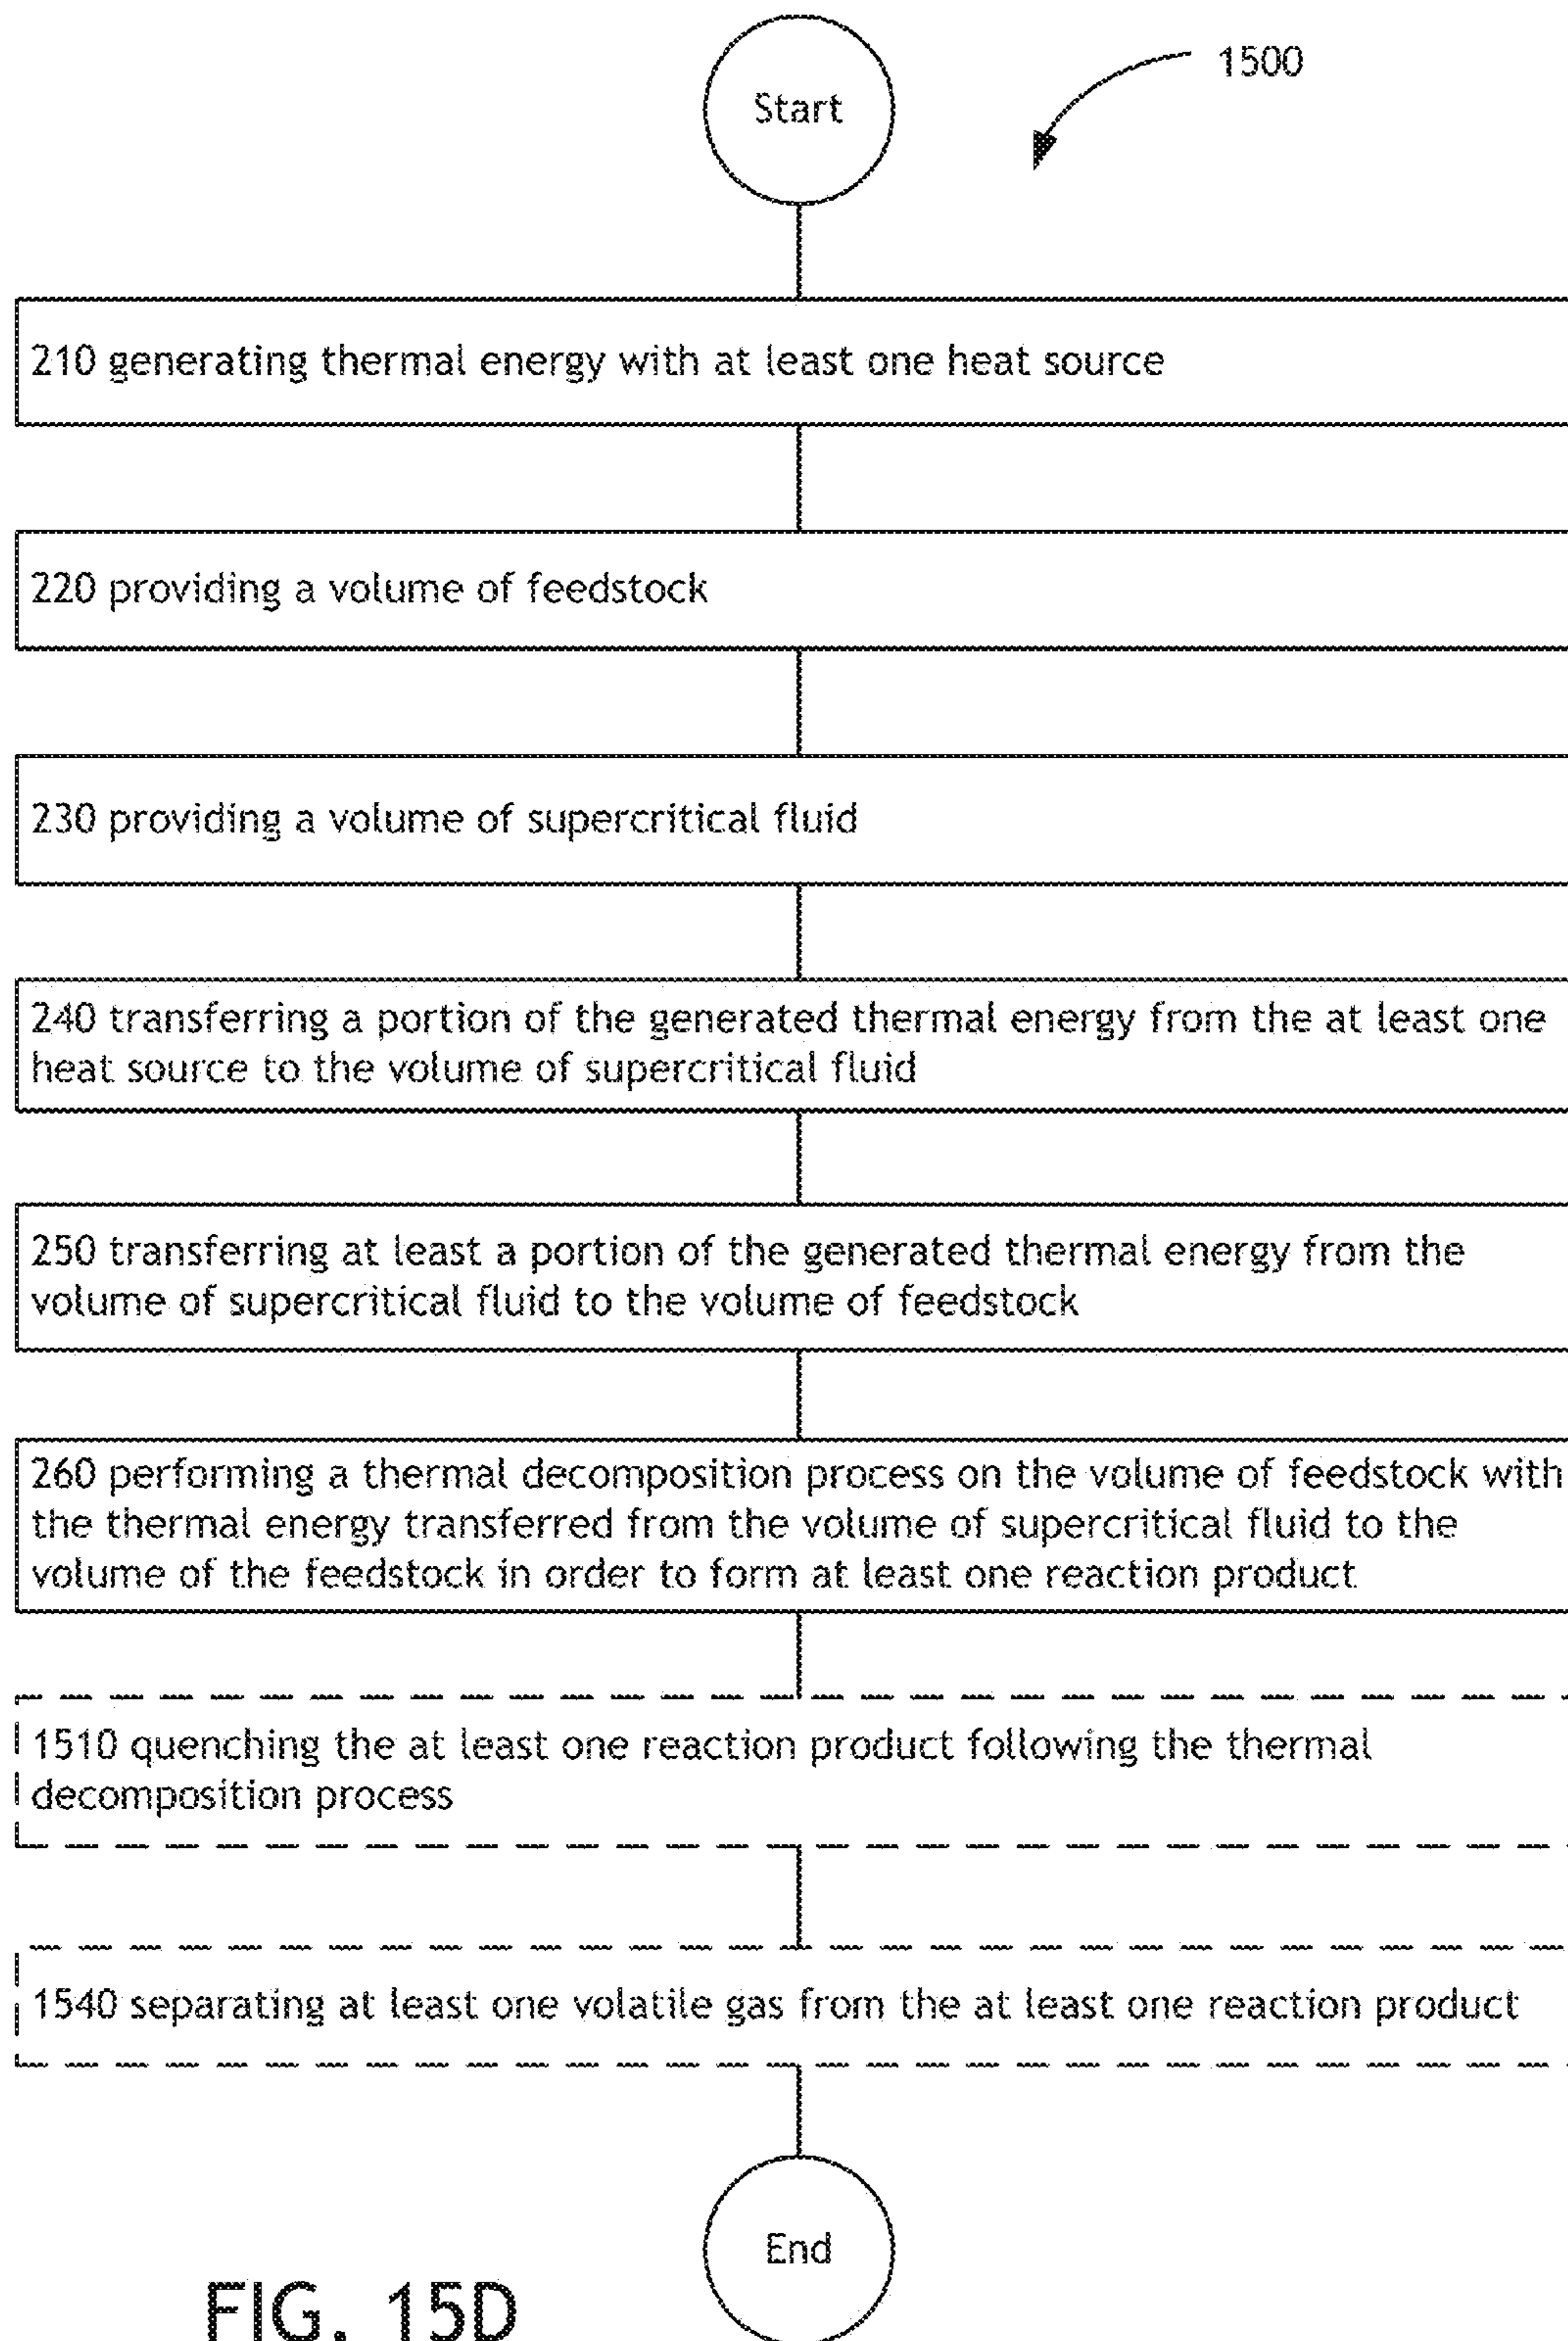 Start
1500
210 generating thermal energy with at least one heat source
220 providing a volume of feedstock
230 providing a volume of supercritical fluid
240 transferring a portion of the generated thermal energy from the at least one
heat source to the volume of supercritical fluid
250 transferring at least a portion of the generated thermal energy from the
volume of supercritical fluid to the volume of feedstock
260 performing a thermal decomposition process on the volume of feedstock with
the thermal energy transferred from the volume of supercritical fluid to the
volume of the feedstock in order to form at least one reaction product
1510 quenching the at least one reaction product following the thermal
decomposition process
1540 separating at least one volatile gas from the at least one reaction product
End
FIG. 15D